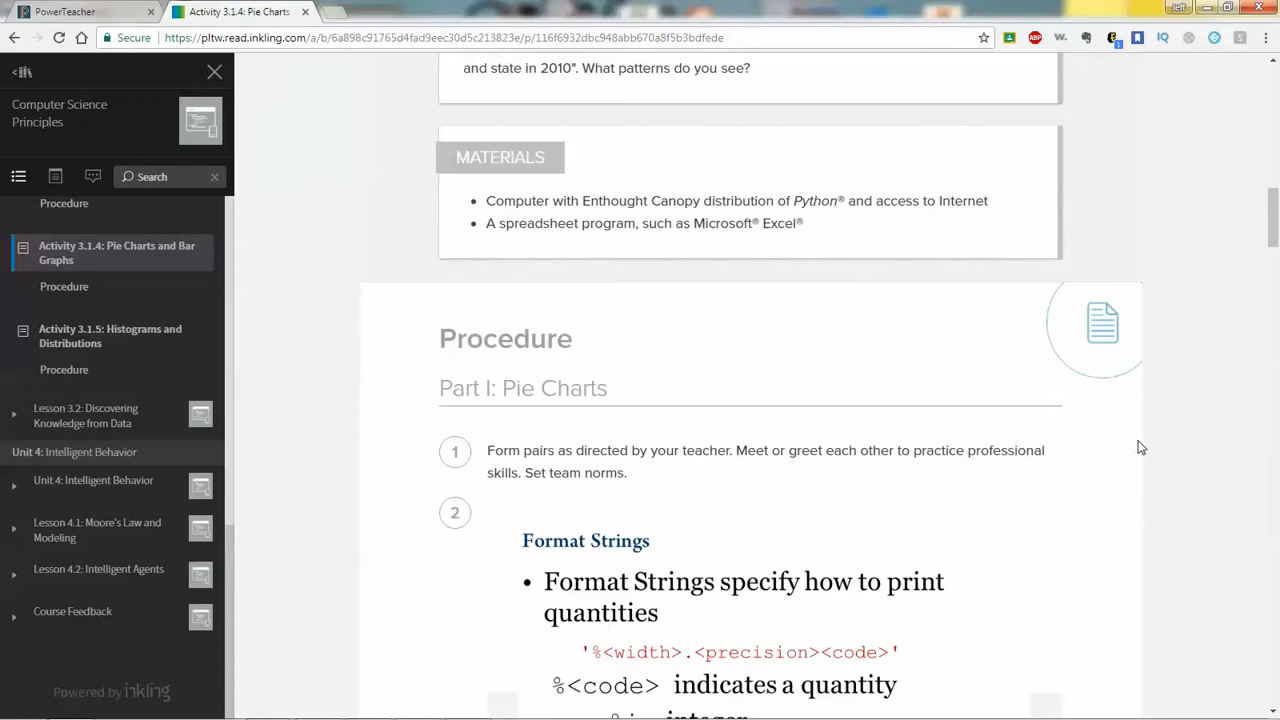 PowerTeacher
Activity 3.1.4: Pie Charts
Secure
https://pltw.read.inkling.com/a/b/6a898c91765d4fad9eec30d5c213823e/p/116f6932dbc948abb670a8f5b3bdfede
Computer Science
Principles
Search
Procedure
Activity 3.1.4: Pie Charts and Bar
Graphs
Procedure
Activity 3.1.5: Histograms and
Distributions
Procedure
Lesson 3.2: Discovering
Knowledge from Data
Unit 4: Intelligent Behavior
Unit 4: Intelligent Behavior
Lesson 4.1: Moore's Law and
Modeling
Lesson 4.2: Intelligent Agents
Course Feedback
Powered by inkling
and state in 2010". What patterns do you see?
MATERIALS
• Computer with Enthought Canopy distribution of Python® and access to Internet
• A spreadsheet program, such as Microsoft® Excel®
Procedure
Part I: Pie Charts
1 Form pairs as directed by your teacher. Meet or greet each other to practice professional
skills. Set team norms.
2
Format Strings
• Format Strings specify how to print
quantities
'%<width>.<precision><code>'
%<code> indicates a quantity